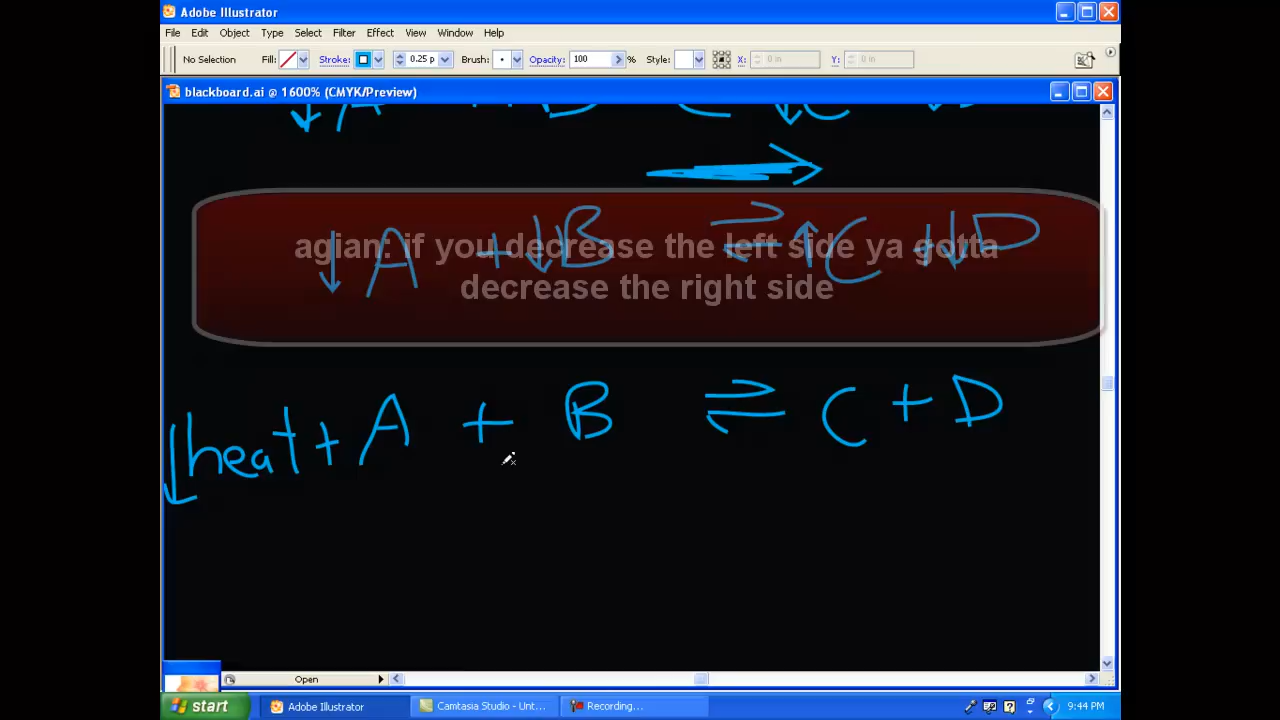 Adobe Illustrator
File Edit Object Type Select Filter Effect View Window Help
No Selection Fill: Stroke: 0.25 p Brush: Opacity: 100 % Style: X: 0 m Y: 0 m
blackboard.ai @ 1600% (CMYK/Preview)
↓A + B ⇌ ↓C ↓D
→
↓A + ↓B ⇌ ↑C + ↓D
agian: if you decrease the left side ya gotta
decrease the right side
↓heat + A + B ⇌ C + D
Open
start Adobe Illustrator Camtasia Studio - Unt... Recording... 9:44 PM